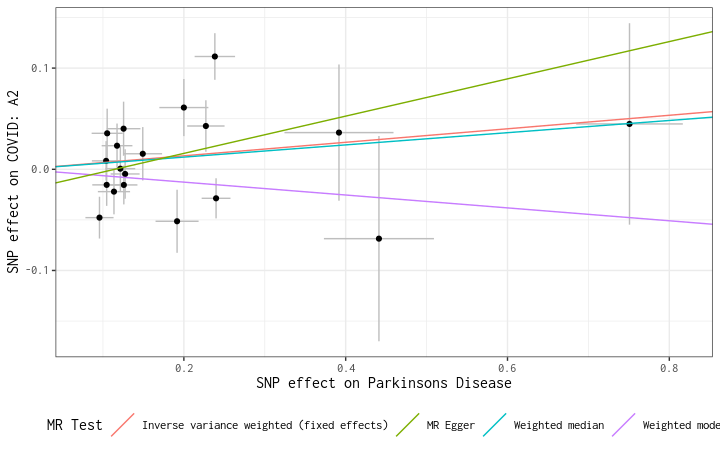 SNP effect on COVID: A2
0.1
0.0
-0.1
0.2 0.4 0.6 0.8
SNP effect on Parkinsons Disease
MR Test Inverse variance weighted (fixed effects) MR Egger Weighted median Weighted mode